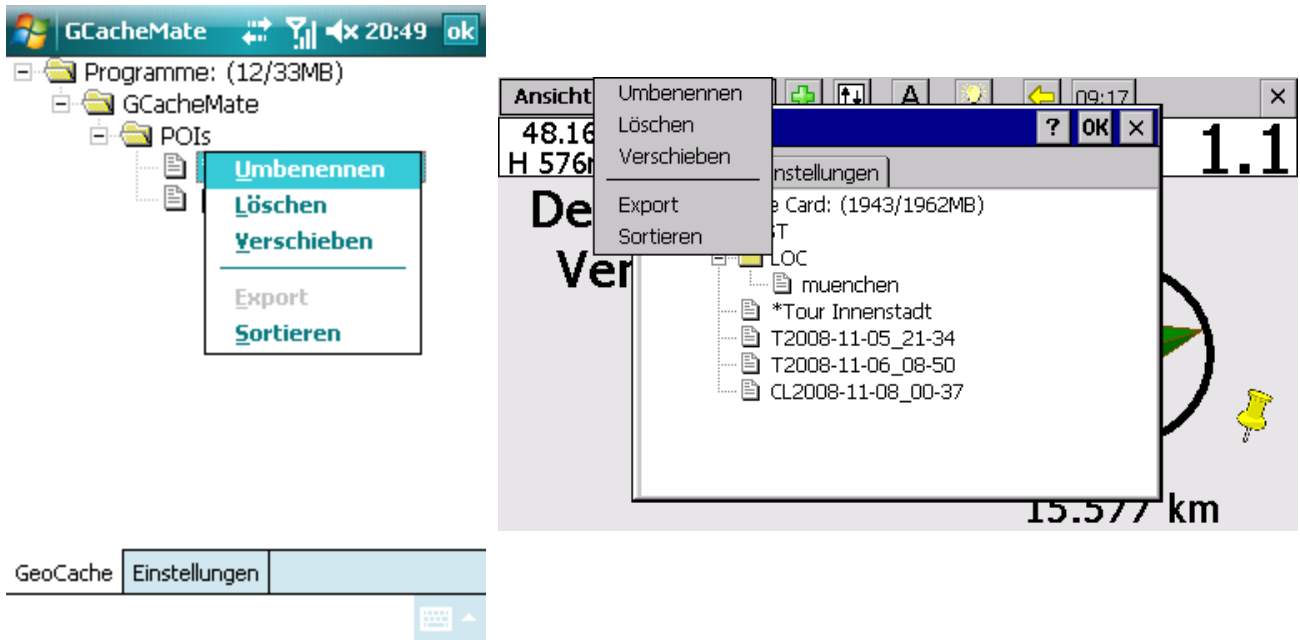 GCacheMate 20:49 ok
Programme: (12/33MB)
GCacheMate
POIs
Umbenennen
Löschen
Verschieben
Export
Sortieren
GeoCache Einstellungen
Ansicht A 09:17
Umbenennen
Löschen
Verschieben
Export
Sortieren
48.16
H 576
? OK
1.1
nstellungen
De
Ver
Card: (1943/1962MB)
LOC
muenchen
*Tour Innenstadt
T2008-11-05_21-34
T2008-11-06_08-50
CL2008-11-08_00-37
15.577 km